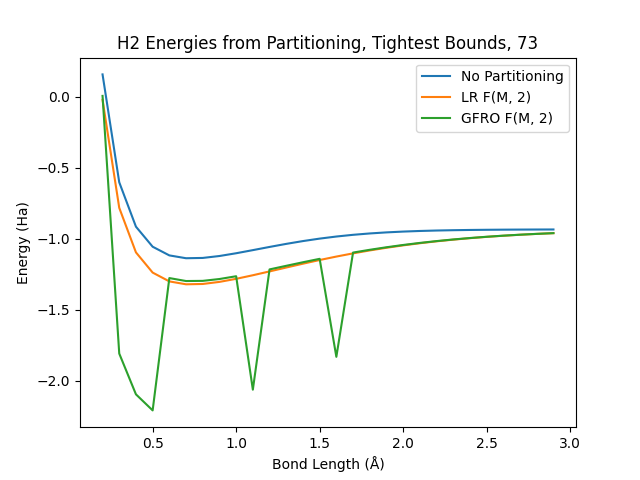 H2 Energies from Partitioning, Tightest Bounds, 73
No Partitioning
LR F(M, 2)
GFRO F(M, 2)
0.0
−0.5
−1.0
−1.5
−2.0
Energy (Ha)
0.5
1.0
1.5
2.0
2.5
3.0
Bond Length (Å)